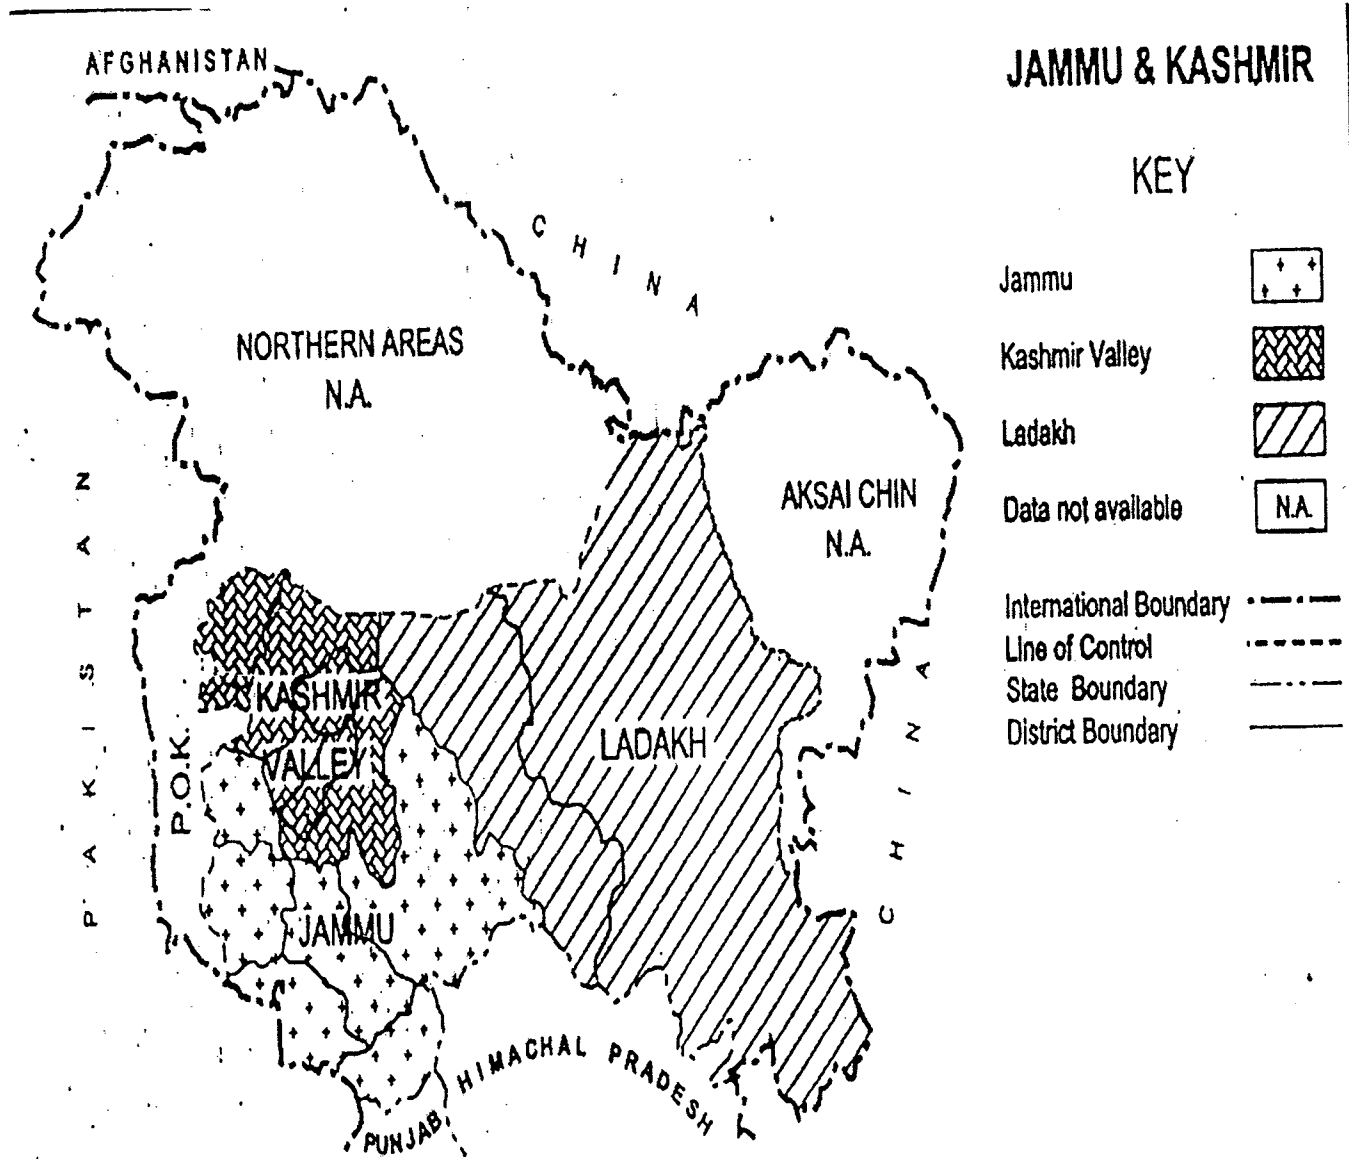 AFGHANISTAN
JAMMU & KASHMIR
KEY
CHINA
Jammu
NORTHERN AREAS
N.A.
Kashmir Valley
Ladakh
AKSAI CHIN
N.A.
Data not available
N.A.
PAKISTAN
International Boundary
Line of Control
State Boundary
District Boundary
KASHMIR
VALLEY
LADAKH
P.O.K.
CHINA
JAMMU
HIMACHAL PRADESH
PUNJAB